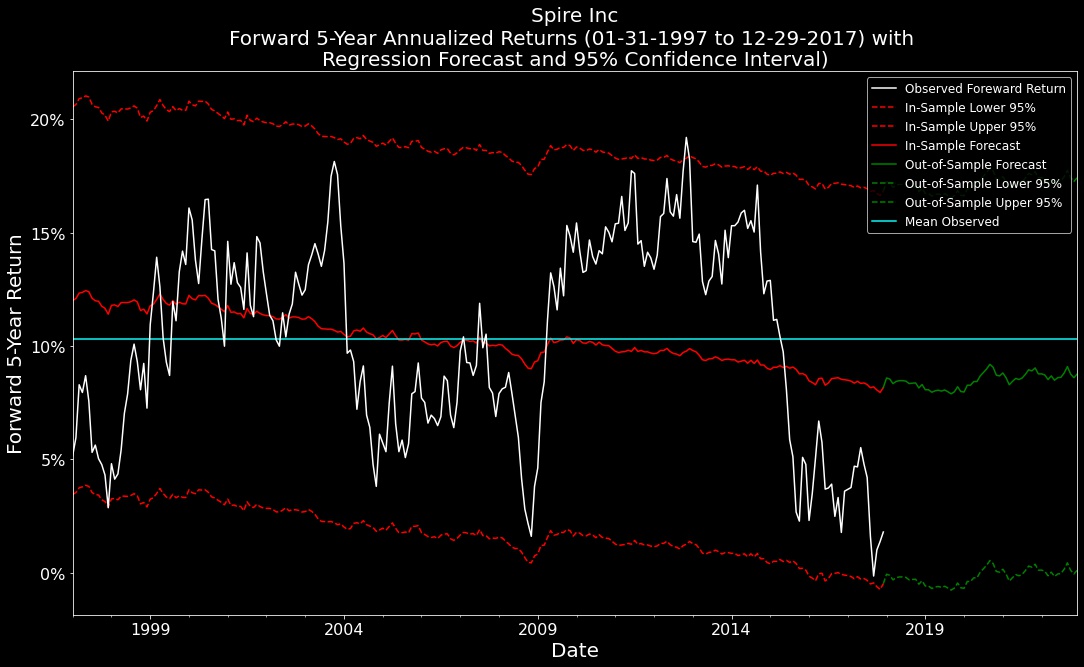 Spire Inc
Forward 5-Year Annualized Returns (01-31-1997 to 12-29-2017) with
Regression Forecast and 95% Confidence Interval)
Observed Foreward Return
In-Sample Lower 95%
In-Sample Upper 95%
In-Sample Forecast
Out-of-Sample Forecast
Out-of-Sample Lower 95%
Out-of-Sample Upper 95%
Mean Observed
Forward 5-Year Return
20%
15%
10%
5%
0%
1999
2004
2009
2014
2019
Date